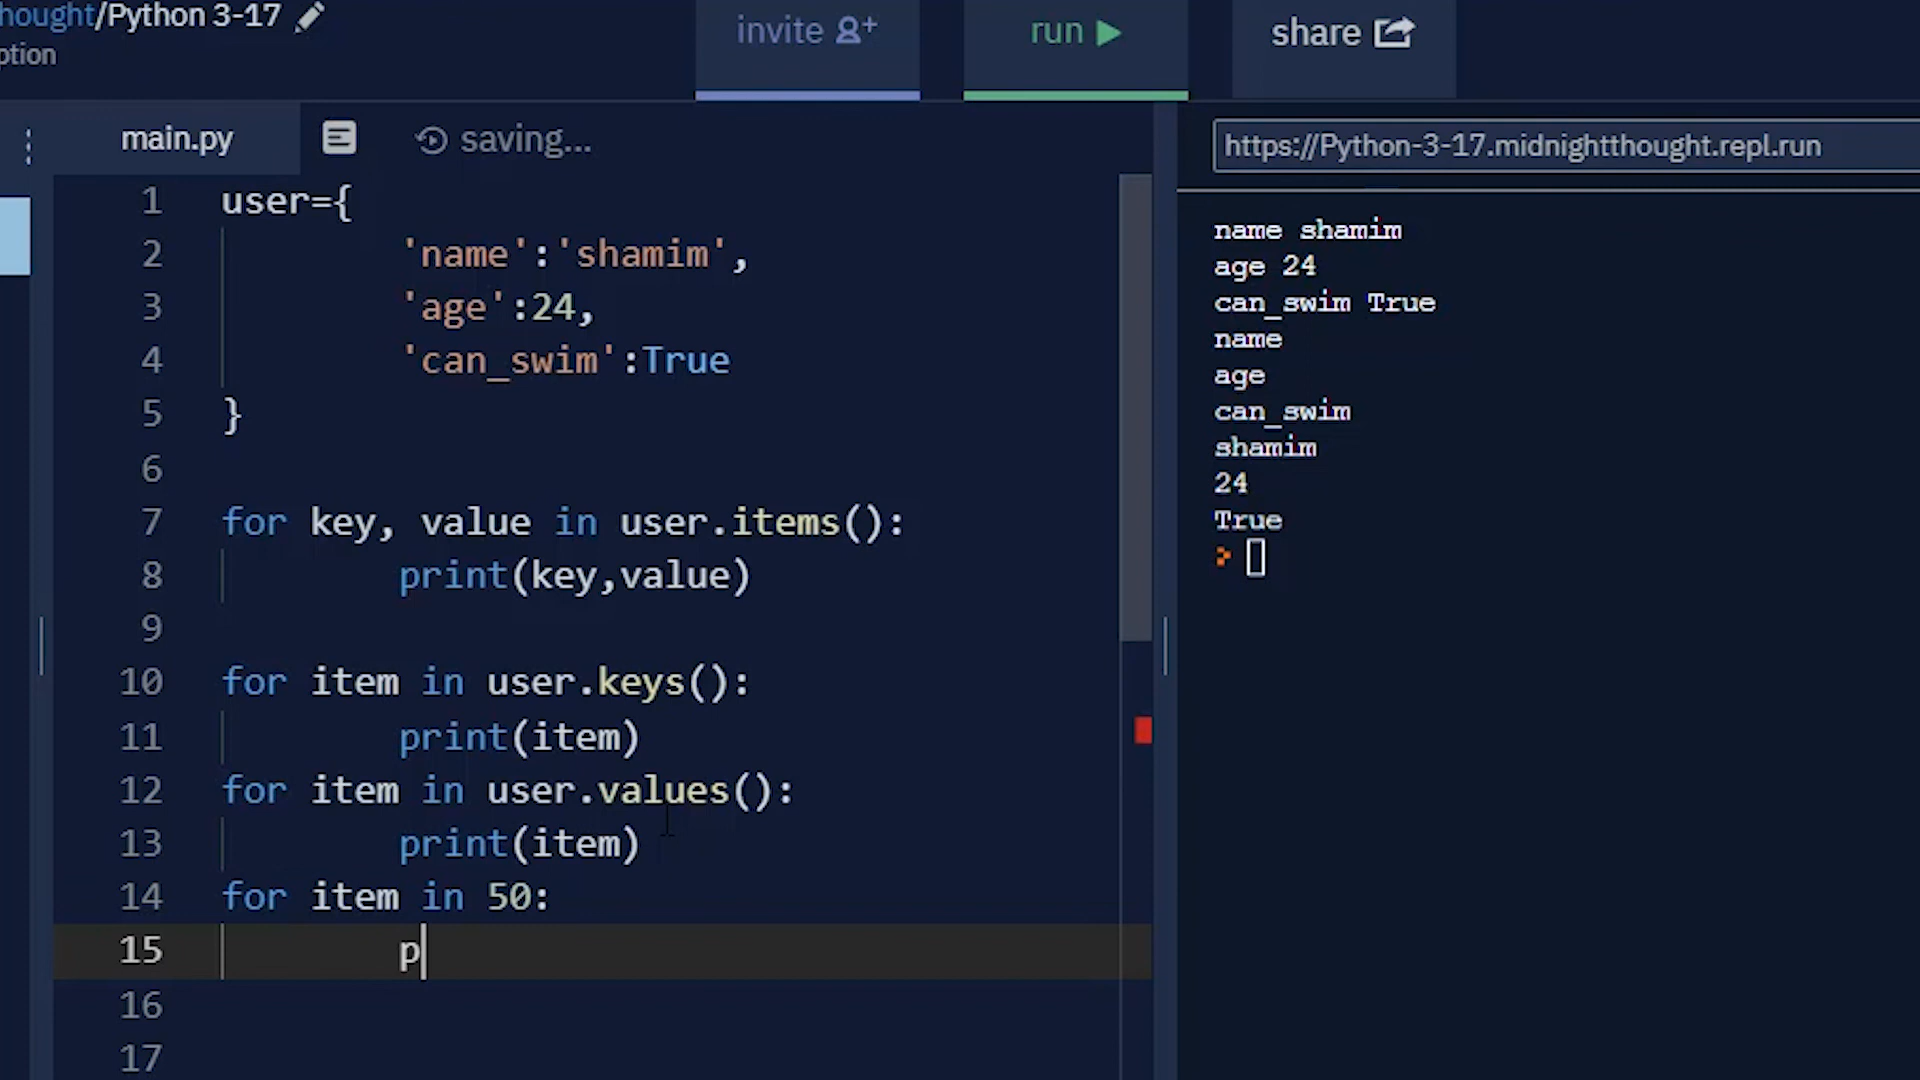 hought/Python 3-17
ption
invite
run
share
main.py
saving...
https://Python-3-17.midnightthought.repl.run
1 user={
2 'name':'shamim',
3 'age':24,
4 'can_swim':True
5 }
6
7 for key, value in user.items():
8 print(key,value)
9
10 for item in user.keys():
11 print(item)
12 for item in user.values():
13 print(item)
14 for item in 50:
15 p
16
17
name shamim
age 24
can_swim True
name
age
can_swim
shamim
24
True